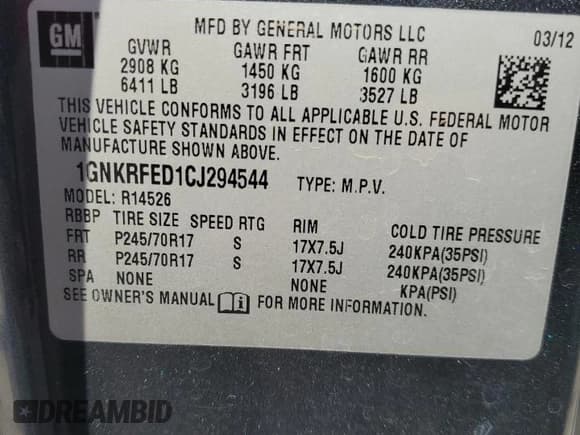 GM
MFD BY GENERAL MOTORS LLC
03/12
GVWR GAWR FRT GAWR RR
2908 KG 1450 KG 1600 KG
6411 LB 3196 LB 3527 LB
THIS VEHICLE CONFORMS TO ALL APPLICABLE U.S. FEDERAL MOTOR
VEHICLE SAFETY STANDARDS IN EFFECT ON THE DATE OF
MANUFACTURE SHOWN ABOVE.
1GNKRFED1CJ294544 TYPE: M.P.V.
MODEL: R14526
RBBP TIRE SIZE SPEED RTG RIM COLD TIRE PRESSURE
FRT P245/70R17 S 17X7.5J 240KPA(35PSI)
RR P245/70R17 S 17X7.5J 240KPA(35PSI)
SPA NONE NONE KPA(PSI)
SEE OWNER'S MANUAL FOR MORE INFORMATION.
DREAMBID